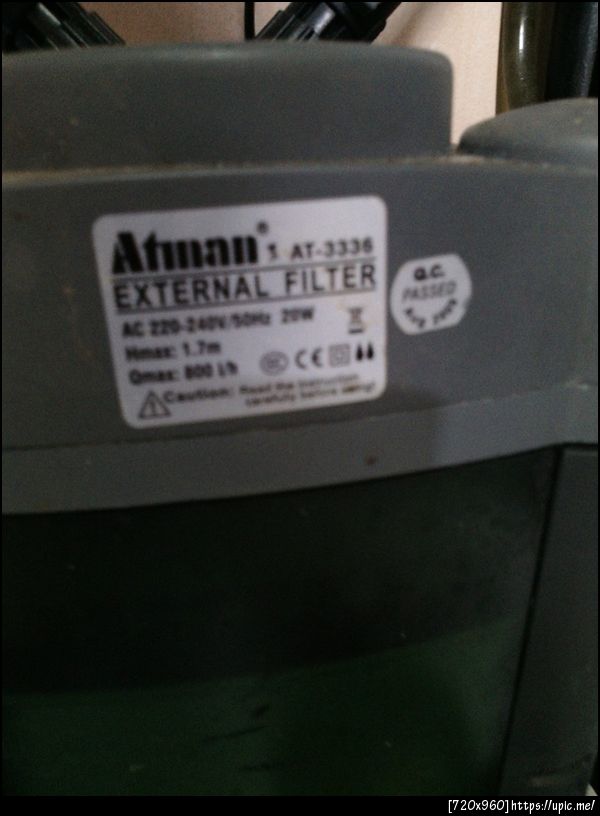 Atman® AT-3336
EXTERNAL FILTER
AC 220-240V/50Hz 20W
Hmax: 1.7m
Qmax: 800 l/h
CE
Caution: Read the instruction
carefully before using!
Q.C.
PASSED
[720x960]https://upic.me/